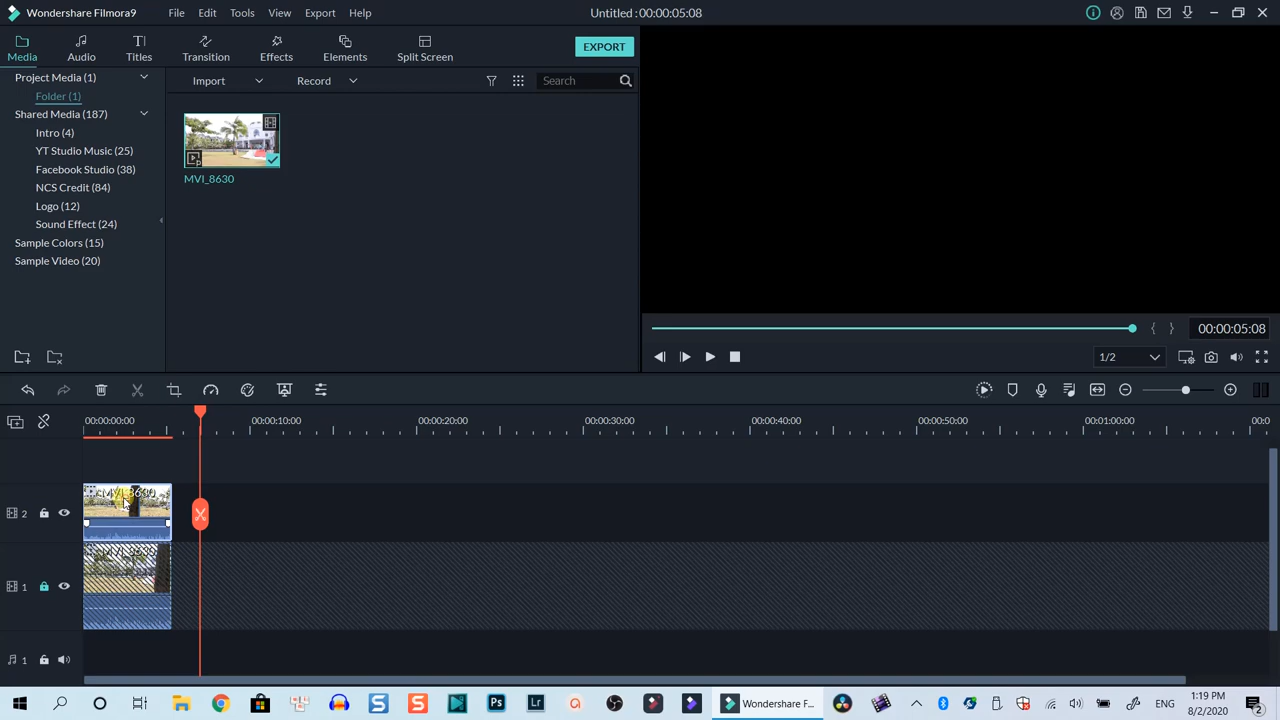 Wondershare Filmora9 File Edit Tools View Export Help Untitled : 00:00:05:08
Media Audio Titles Transition Effects Elements Split Screen EXPORT
Project Media (1)
Folder (1)
Shared Media (187)
Intro (4)
YT Studio Music (25)
Facebook Studio (38)
NCS Credit (84)
Logo (12)
Sound Effect (24)
Sample Colors (15)
Sample Video (20)
Import Record Search
MVI_8630
00:00:05:08
1/2
00:00:00:00 00:00:10:00 00:00:20:00 00:00:30:00 00:00:40:00 00:00:50:00 00:01:00:00 00:0
2 MVI_8630
1 MVI_8630
1
Wondershare F... ENG 1:19 PM
8/2/2020 2